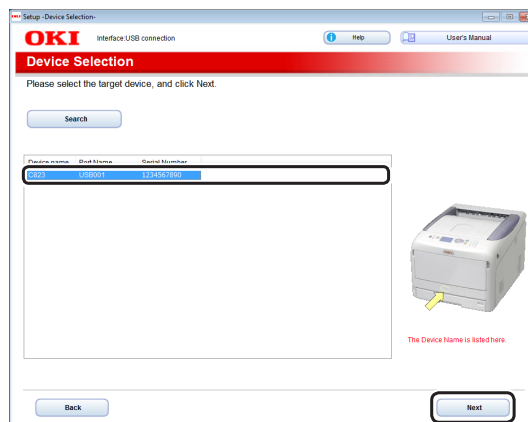 Setup -Device Selection-
OKI Interface:USB connection Help User's Manual
Device Selection
Please select the target device, and click Next.
Search
Device name Port Name Serial Number
C823 USB001 1234567890
The Device Name is listed here.
Back Next